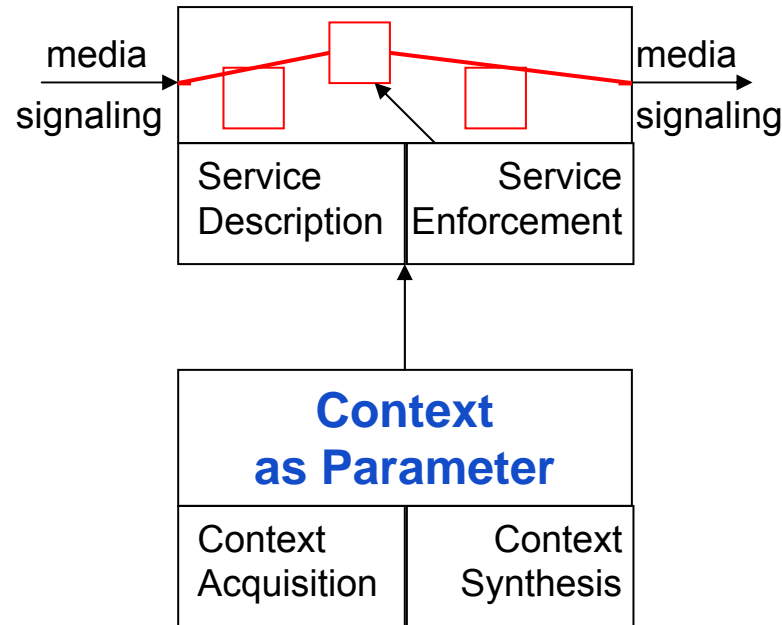 media
signaling
media
signaling
Service
Description
Service
Enforcement
Context
as Parameter
Context
Acquisition
Context
Synthesis